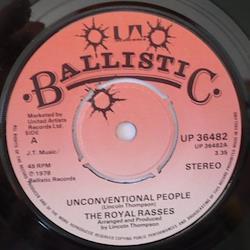 UA
BALLISTIC
Marketed by
United Artists
Records Ltd.
SIDE
A
J.T. Music
45 RPM
℗ 1978
Ballistic Records
UP 36482
UP 36482A
3.35
STEREO
UNCONVENTIONAL PEOPLE
(Lincoln Thompson)
THE ROYAL RASSES
Arranged and Produced
by Lincoln Thompson